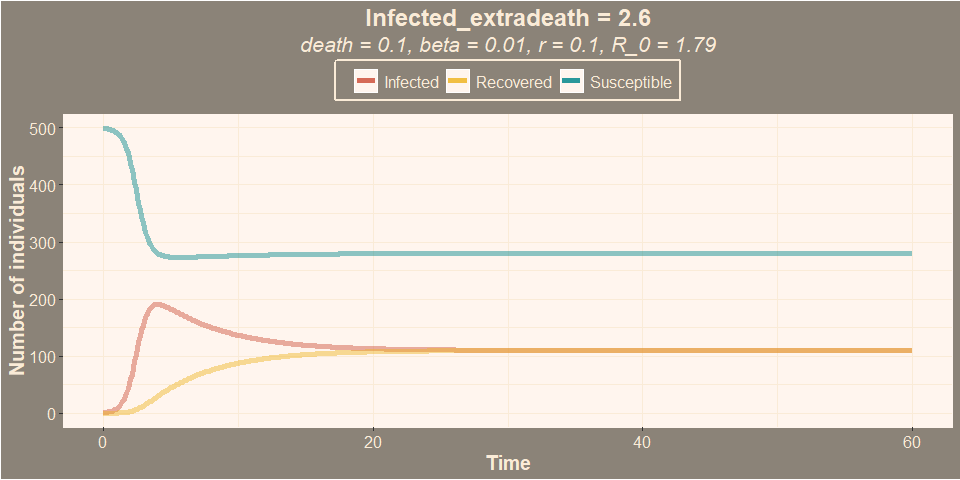 Infected_extradeath = 2.6
death = 0.1, beta = 0.01, r = 0.1, R_0 = 1.79
Infected Recovered Susceptible
Number of individuals
500
400
300
200
100
0
0 20 40 60
Time